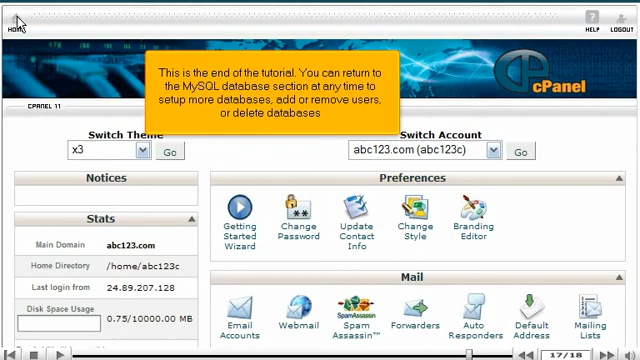 HOME
HELP
LOGOUT
This is the end of the tutorial. You can return to
the MySQL database section at any time to
setup more databases, add or remove users,
or delete databases
cPanel
CPANEL 11
Switch Theme
x3
Go
Switch Account
abc123.com (abc123c)
Go
Notices
Stats
Main Domain abc123.com
Home Directory /home/abc123c
Last login from 24.89.207.128
Disk Space Usage
0.75/10000.00 MB
Preferences
Getting
Started
Wizard
Change
Password
Update
Contact
Info
Change
Style
Branding
Editor
Mail
SpamAssassin
Email
Accounts
Webmail
Spam
Assassin™
Forwarders
Auto
Responders
Default
Address
Mailing
Lists
17/18